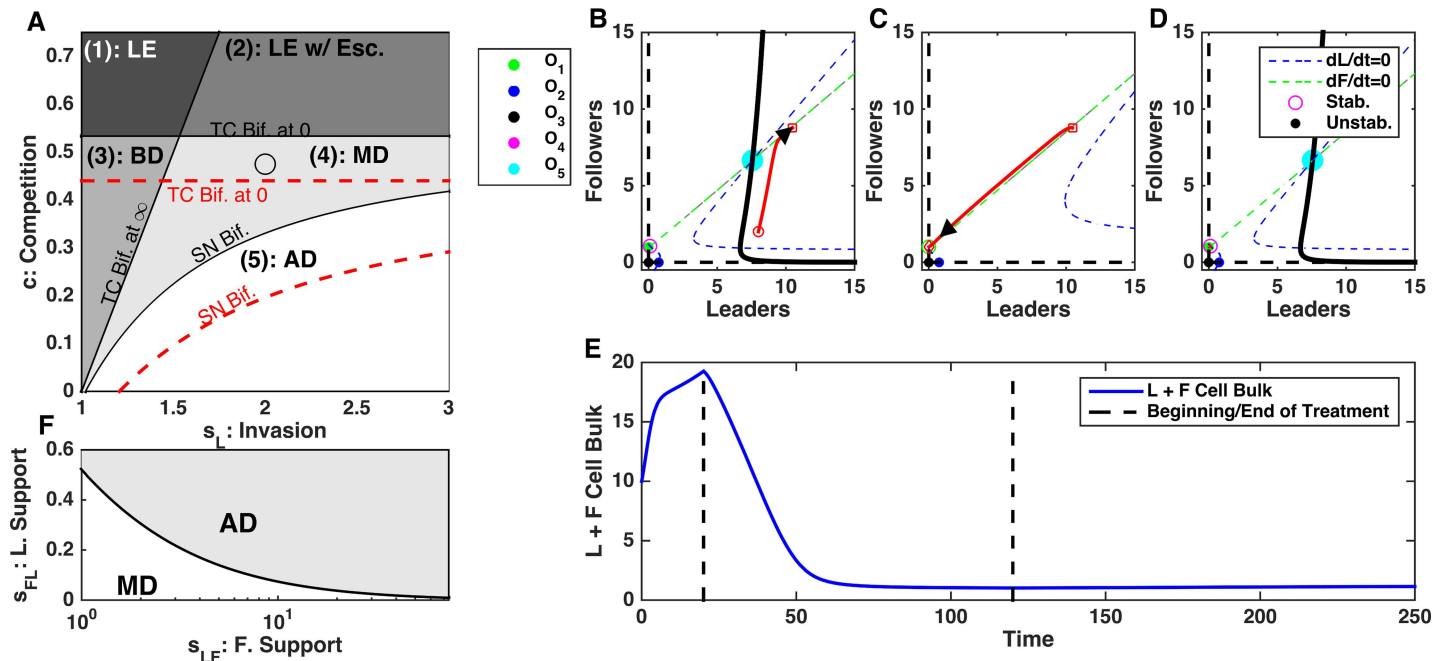 A
(1): LE
(2): LE w/ Esc.
TC Bif. at 0
(3): BD
(4): MD
TC Bif. at 0
TC Bif. at ∞
SN Bif.
(5): AD
SN Bif.
c: Competition
0.7
0.6
0.5
0.4
0.3
0.2
0.1
0
1
1.5
2
2.5
3
s_L: Invasion
O_1
O_2
O_3
O_4
O_5
B
Followers
15
10
5
0
0
5
10
15
Leaders
C
Followers
15
10
5
0
0
5
10
15
Leaders
D
Followers
15
10
5
0
0
5
10
15
Leaders
dL/dt=0
dF/dt=0
Stab.
Unstab.
E
L + F Cell Bulk
20
15
10
5
0
0
50
100
150
200
250
Time
L + F Cell Bulk
Beginning/End of Treatment
F
s_FL: L. Support
0.6
0.4
0.2
0
AD
MD
10^0
10^1
s_LF: F. Support